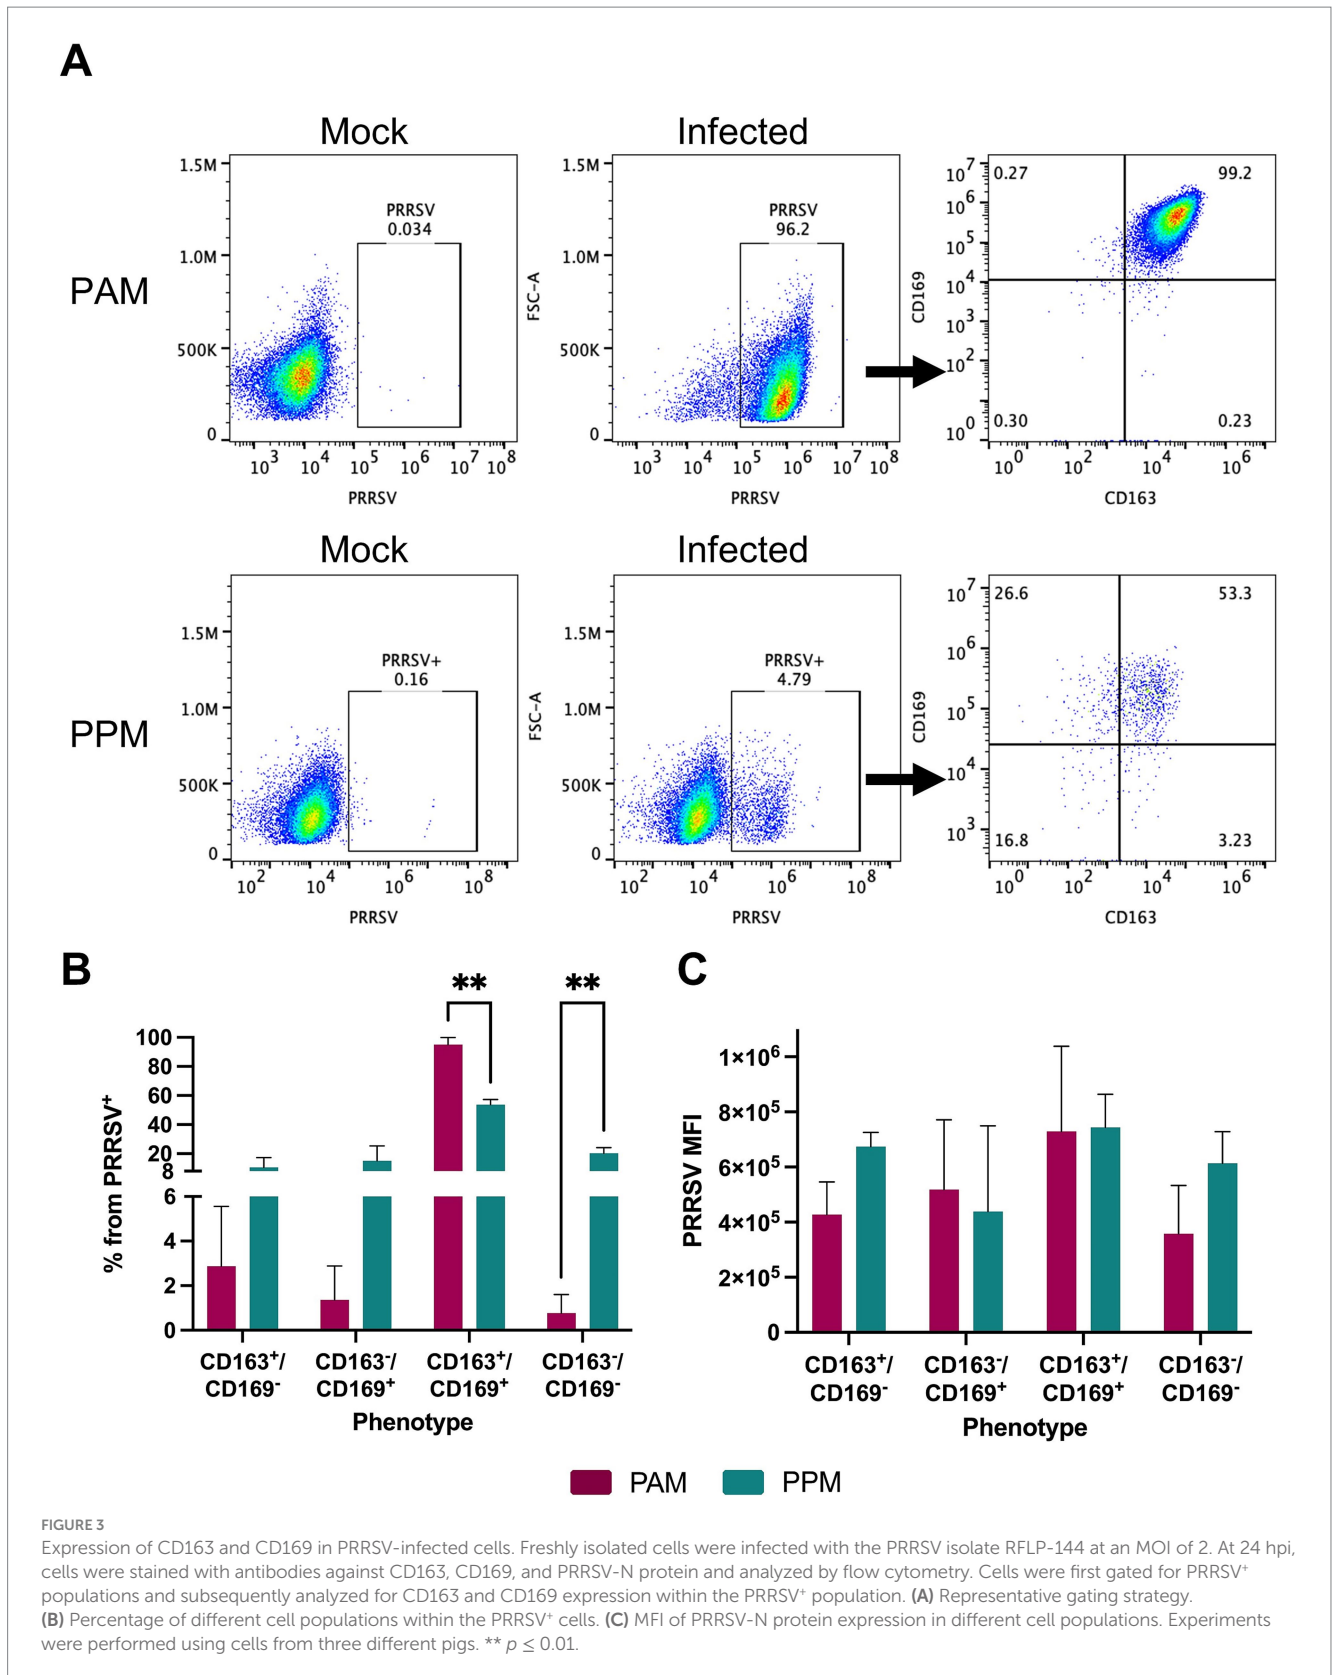 A
Mock
Infected
PAM
1.5M
1.0M
500K
0
PRRSV
0.034
10^3 10^4 10^5 10^6 10^7 10^8
PRRSV
FSC-A
1.5M
1.0M
500K
0
PRRSV
96.2
10^3 10^4 10^5 10^6 10^7 10^8
PRRSV
CD169
10^7
10^6
10^5
10^4
10^3
10^2
10^0
0.27 99.2
0.30 0.23
10^0 10^2 10^4 10^6
CD163
Mock
Infected
PPM
1.5M
1.0M
500K
0
PRRSV+
0.16
10^2 10^4 10^6 10^8
PRRSV
FSC-A
1.5M
1.0M
500K
0
PRRSV+
4.79
10^2 10^4 10^6 10^8
PRRSV
CD169
10^7
10^6
10^5
10^4
10^3
26.6 53.3
16.8 3.23
10^0 10^2 10^4 10^6
CD163
B
% from PRRSV⁺
100
80
60
40
20
8
6
4
2
0
** **
CD163⁺/ CD163⁻/ CD163⁺/ CD163⁻/
CD169⁻ CD169⁺ CD169⁺ CD169⁻
Phenotype
C
PRRSV MFI
1×10⁶
8×10⁵
6×10⁵
4×10⁵
2×10⁵
0
CD163⁺/ CD163⁻/ CD163⁺/ CD163⁻/
CD169⁻ CD169⁺ CD169⁺ CD169⁻
Phenotype
PAM PPM
FIGURE 3
Expression of CD163 and CD169 in PRRSV-infected cells. Freshly isolated cells were infected with the PRRSV isolate RFLP-144 at an MOI of 2. At 24 hpi,
cells were stained with antibodies against CD163, CD169, and PRRSV-N protein and analyzed by flow cytometry. Cells were first gated for PRRSV⁺
populations and subsequently analyzed for CD163 and CD169 expression within the PRRSV⁺ population. (A) Representative gating strategy.
(B) Percentage of different cell populations within the PRRSV⁺ cells. (C) MFI of PRRSV-N protein expression in different cell populations. Experiments
were performed using cells from three different pigs. ** p ≤ 0.01.